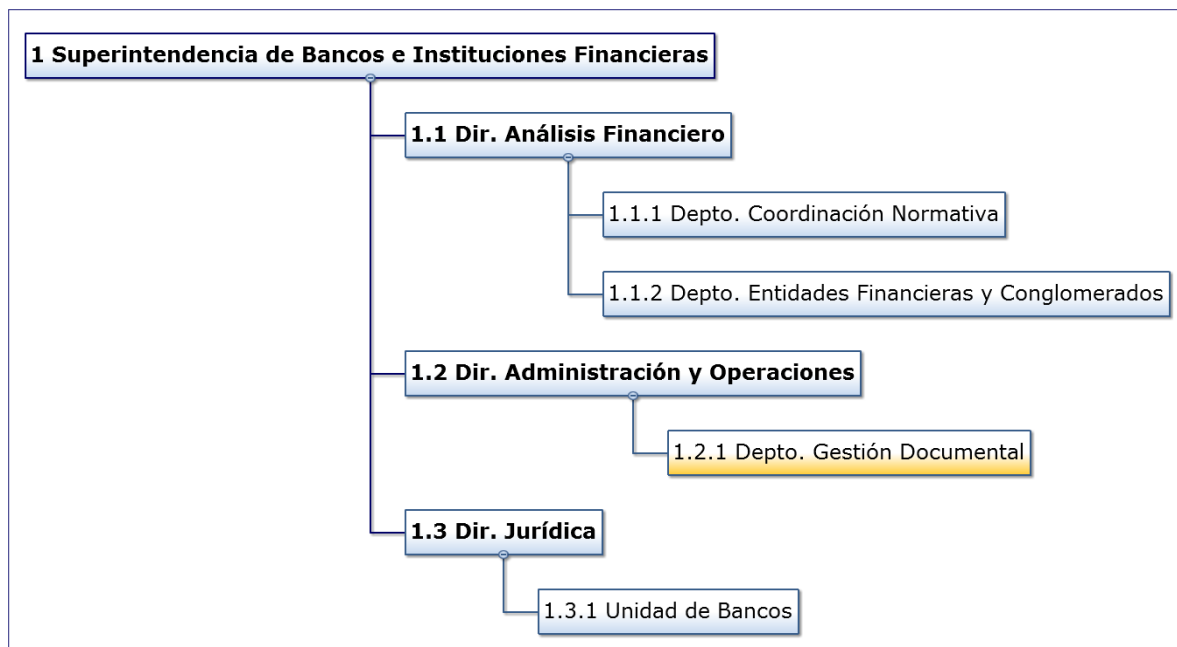 1 Superintendencia de Bancos e Instituciones Financieras
1.1 Dir. Análisis Financiero
1.1.1 Depto. Coordinación Normativa
1.1.2 Depto. Entidades Financieras y Conglomerados
1.2 Dir. Administración y Operaciones
1.2.1 Depto. Gestión Documental
1.3 Dir. Jurídica
1.3.1 Unidad de Bancos